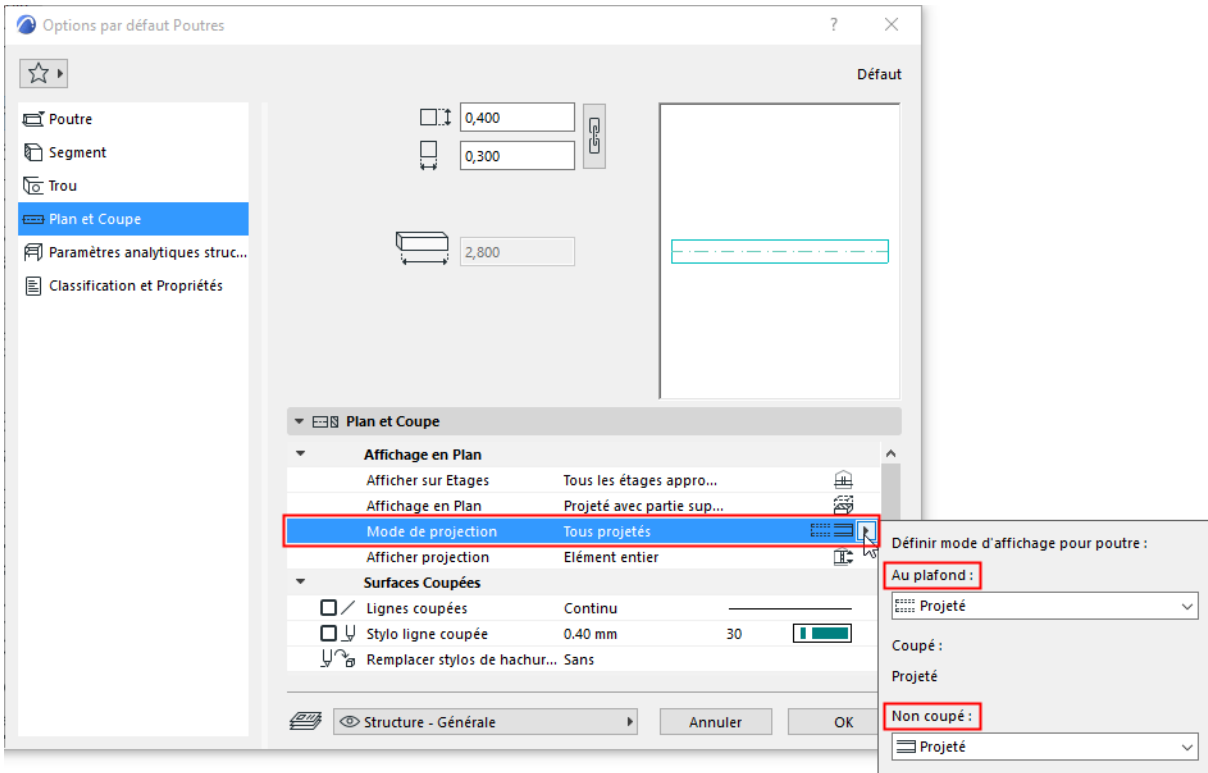 Options par défaut Poutres ?
Défaut
Poutre
Segment
Trou
Plan et Coupe
Paramètres analytiques struc...
Classification et Propriétés
0,400
0,300
2,800
Plan et Coupe
Affichage en Plan
Afficher sur Etages Tous les étages appro...
Affichage en Plan Projeté avec partie sup...
Mode de projection Tous projetés
Afficher projection Elément entier
Surfaces Coupées
Lignes coupées Continu
Stylo ligne coupée 0.40 mm 30
Remplacer stylos de hachur... Sans
Structure - Générale Annuler OK
Définir mode d'affichage pour poutre :
Au plafond :
Projeté
Coupé :
Projeté
Non coupé :
Projeté